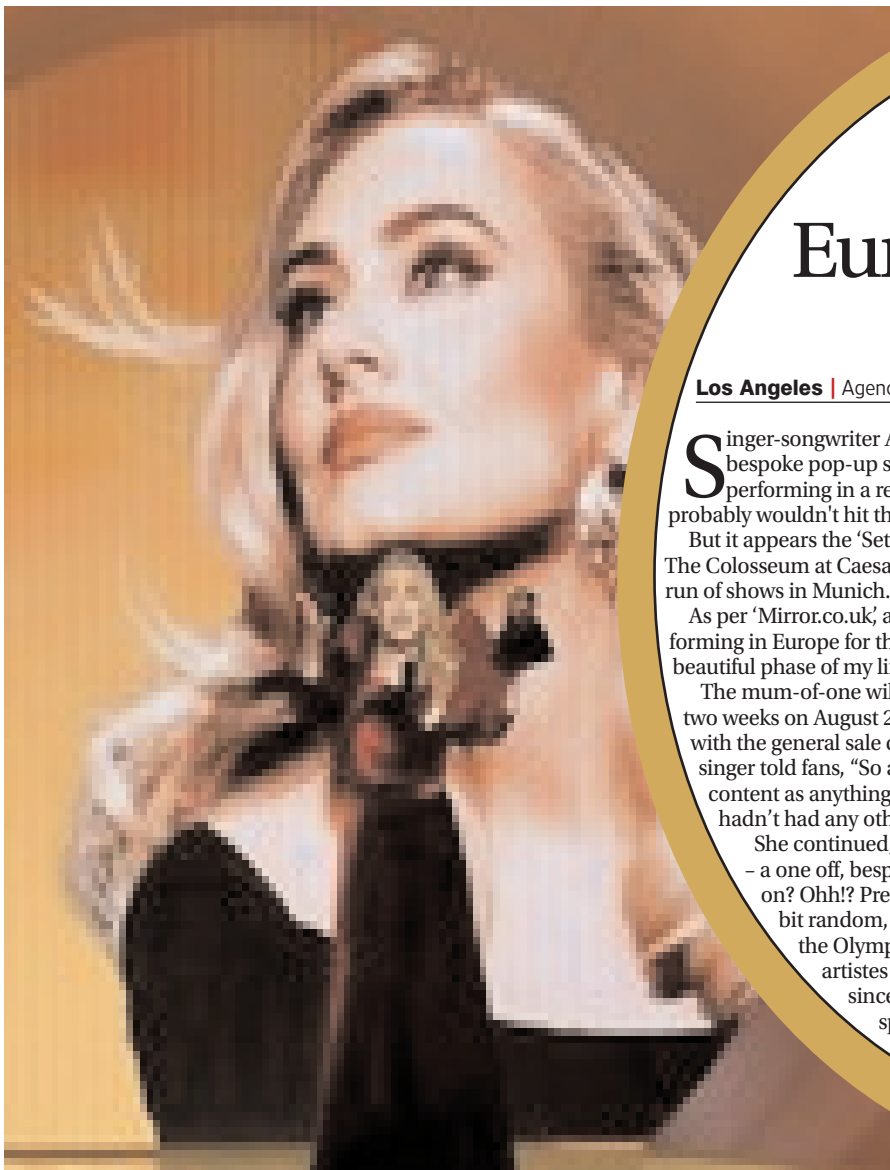 Eur
Los Angeles | Agenc
Singer-songwriter A
bespoke pop-up s
performing in a re
probably wouldn't hit th
But it appears the ‘Set
The Colosseum at Caesa
run of shows in Munich.
As per ‘Mirror.co.uk’, a
forming in Europe for th
beautiful phase of my li
The mum-of-one wil
two weeks on August 2
with the general sale
singer told fans, “So a
content as anything
hadn’t had any oth
She continued,
– a one off, besp
on? Ohh!? Pre
bit random,
the Olymp
artistes
since
sp